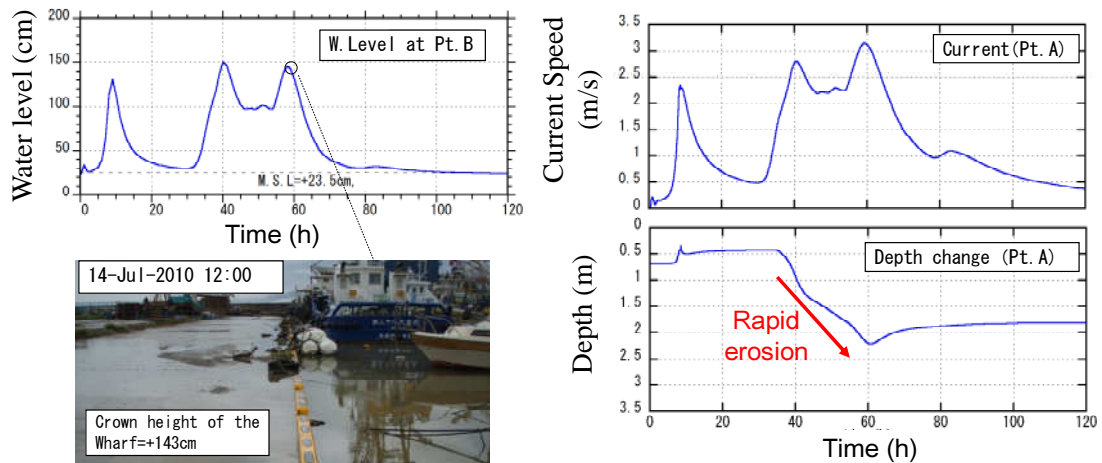 Water level (cm)
200
150
100
50
0
W.Level at Pt.B
M.S.L=+23.5cm,
0 20 40 60 80 100 120
Time (h)
14-Jul-2010 12:00
Crown height of the
Wharf=+143cm
Current Speed
(m/s)
3.5
3
2.5
2
1.5
1
0.5
0
Current(Pt.A)
Depth (m)
0.5
1
1.5
2
2.5
3
3.5
Depth change (Pt.A)
Rapid
erosion
0 20 40 60 80 100 120
Time (h)